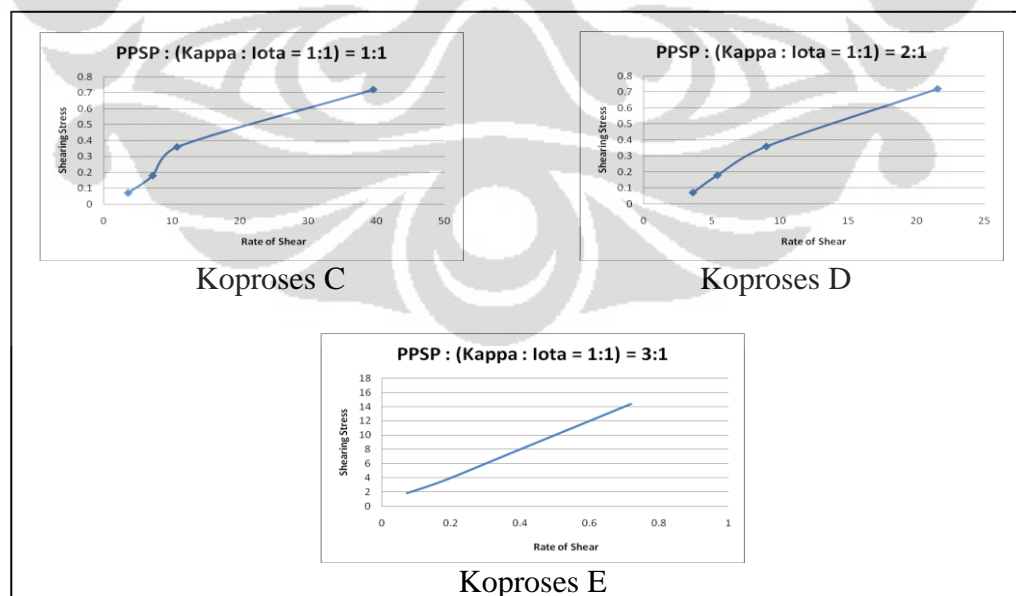 PPSP : (Kappa : Iota = 1:1) = 1:1
Shearing Stress
0.8
0.7
0.6
0.5
0.4
0.3
0.2
0.1
0
0 10 20 30 40 50
Rate of Shear
Koproses C
PPSP : (Kappa : Iota = 1:1) = 2:1
Shearing Stress
0.8
0.7
0.6
0.5
0.4
0.3
0.2
0.1
0
0 5 10 15 20 25
Rate of Shear
Koproses D
PPSP : (Kappa : Iota = 1:1) = 3:1
Shearing Stress
18
16
14
12
10
8
6
4
2
0
0 0.2 0.4 0.6 0.8 1
Rate of Shear
Koproses E